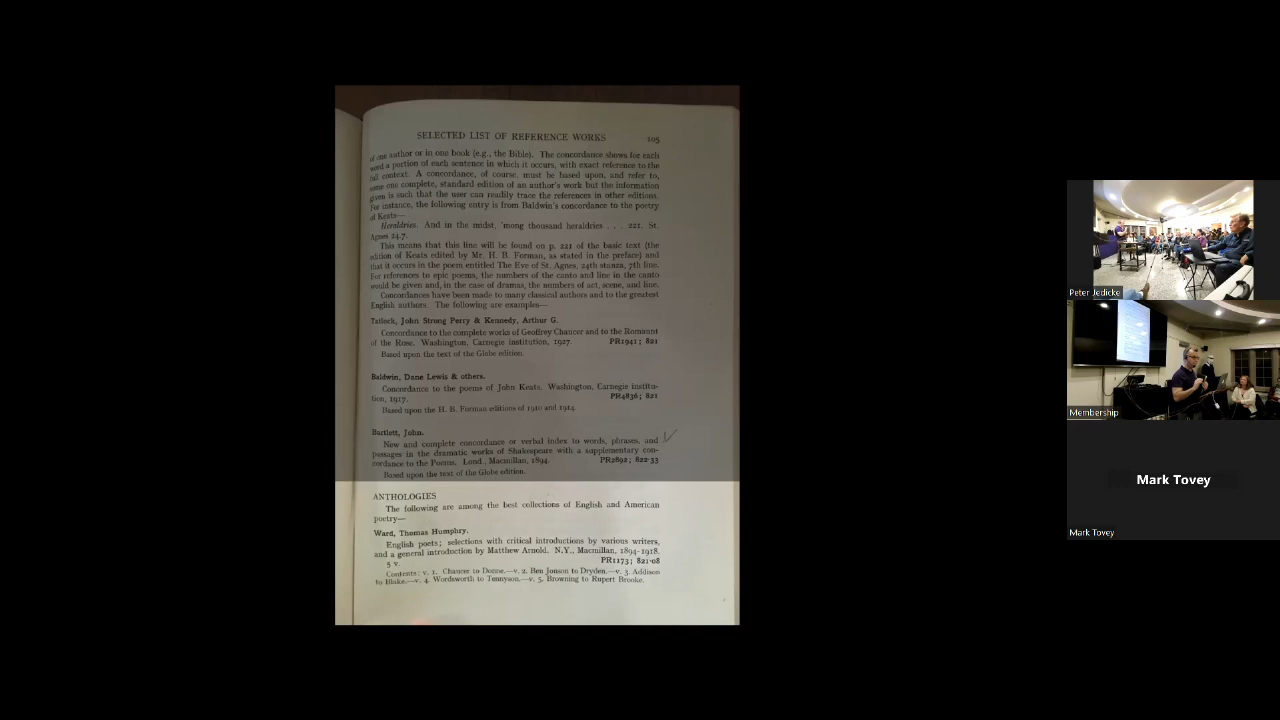 SELECTED LIST OF REFERENCE WORKS 205
of one author or in one book (e.g., the Bible). The concordance shows for each
word a portion of each sentence in which it occurs, with exact reference to the
full context. A concordance, of course, must be based upon, and refer to,
some one complete, standard edition of an author's work but the information
given is such that the user can readily trace the references in other editions.
For instance, the following entry is from Baldwin's concordance to the poetry
of Keats—
Heraldries. And in the midst, 'mong thousand heraldries . . . 221. St.
Agnes 24.7.
This means that this line will be found on p. 221 of the basic text (the
edition of Keats edited by Mr. H. B. Forman, as stated in the preface) and
that it occurs in the poem entitled The Eve of St. Agnes, 24th stanza, 7th line.
For references to epic poems, the numbers of the canto and line in the canto
would be given and, in the case of dramas, the numbers of act, scene, and line.
Concordances have been made to many classical authors and to the greatest
English authors. The following are examples—
Tatlock, John Strong Perry & Kennedy, Arthur G.
Concordance to the complete works of Geoffrey Chaucer and to the Romaunt
of the Rose. Washington, Carnegie institution, 1927. PR1941; 821
Based upon the text of the Globe edition.
Baldwin, Dane Lewis & others.
Concordance to the poems of John Keats. Washington, Carnegie institu-
tion, 1917. PR4836; 821
Based upon the H. B. Forman editions of 1910 and 1914.
Bartlett, John.
New and complete concordance or verbal index to words, phrases, and
passages in the dramatic works of Shakespeare with a supplementary con-
cordance to the Poems. Lond., Macmillan, 1894. PR2892; 822·33
Based upon the text of the Globe edition.
ANTHOLOGIES
The following are among the best collections of English and American
poetry—
Ward, Thomas Humphry.
English poets; selections with critical introductions by various writers,
and a general introduction by Matthew Arnold. N.Y., Macmillan, 1894-1918.
5 v. PR1173; 821·08
Contents: v. 1. Chaucer to Donne.—v. 2. Ben Jonson to Dryden.—v. 3. Addison
to Blake.—v. 4. Wordsworth to Tennyson.—v. 5. Browning to Rupert Brooke.
Peter Jedicke
Membership
Mark Tovey
Mark Tovey